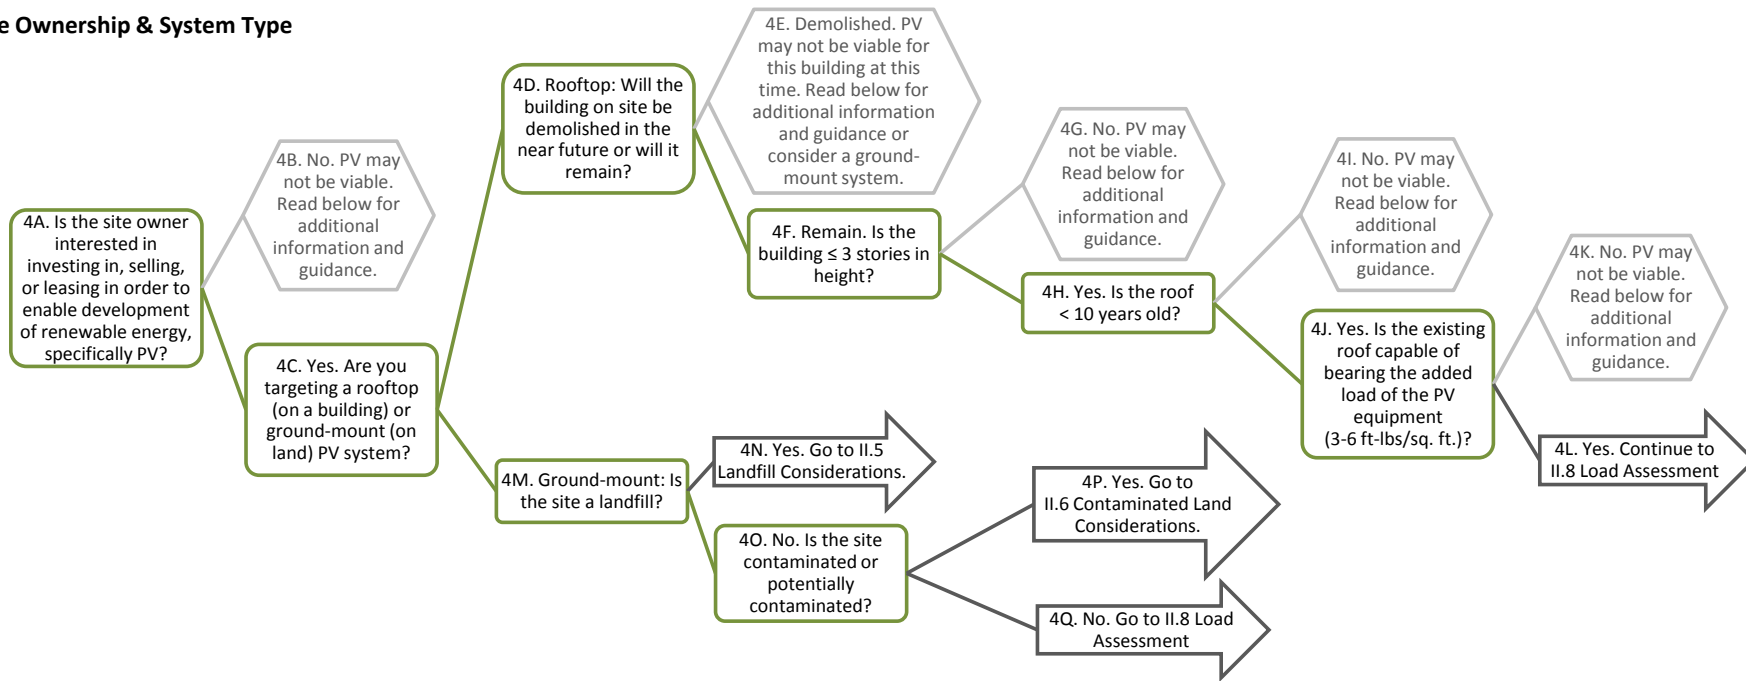 e Ownership & System Type
4A. Is the site owner
interested in
investing in, selling,
or leasing in order to
enable development
of renewable energy,
specifically PV?
4B. No. PV may
not be viable.
Read below for
additional
information and
guidance.
4C. Yes. Are you
targeting a rooftop
(on a building) or
ground-mount (on
land) PV system?
4D. Rooftop: Will the
building on site be
demolished in the
near future or will it
remain?
4E. Demolished. PV
may not be viable for
this building at this
time. Read below for
additional information
and guidance or
consider a ground-
mount system.
4F. Remain. Is the
building ≤ 3 stories in
height?
4G. No. PV may
not be viable.
Read below for
additional
information and
guidance.
4H. Yes. Is the roof
< 10 years old?
4I. No. PV may
not be viable.
Read below for
additional
information and
guidance.
4J. Yes. Is the existing
roof capable of
bearing the added
load of the PV
equipment
(3-6 ft-lbs/sq. ft.)?
4K. No. PV may
not be viable.
Read below for
additional
information and
guidance.
4L. Yes. Continue to
II.8 Load Assessment
4M. Ground-mount: Is
the site a landfill?
4N. Yes. Go to II.5
Landfill Considerations.
4O. No. Is the site
contaminated or
potentially
contaminated?
4P. Yes. Go to
II.6 Contaminated Land
Considerations.
4Q. No. Go to II.8 Load
Assessment